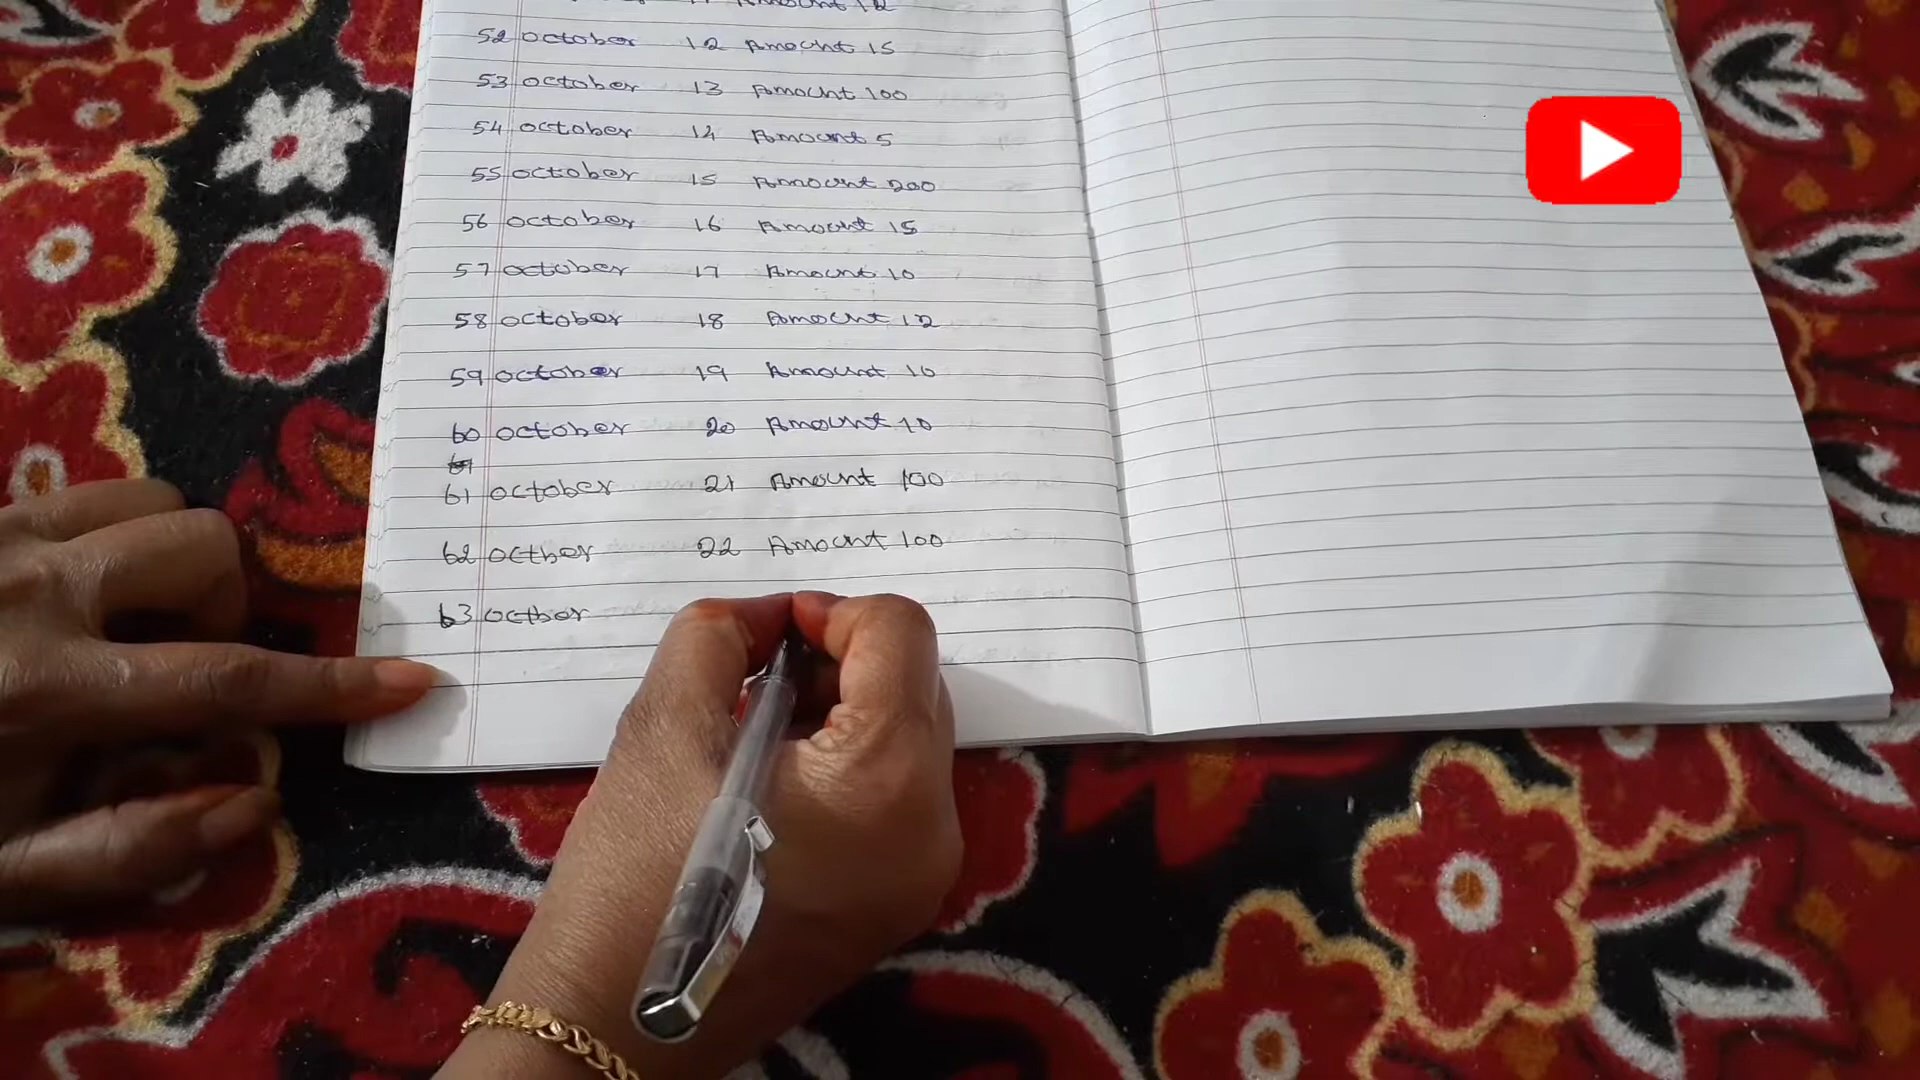 11 Amount 12
52 october 12 Amount 15
53 october 13 Amount 100
54 october 14 Amount 5
55 october 15 Amount 200
56 october 16 Amount 15
57 october 17 Amount 10
58 october 18 Amount 12
59 october 19 Amount 10
60 october 20 Amount 10
61 october 21 Amount 100
62 octber 22 Amount 100
63 octber